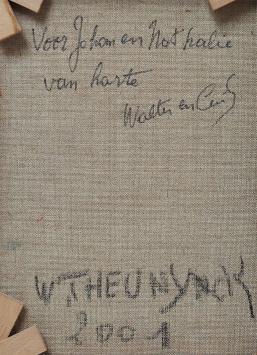 Voor Johan en Nathalie
van harte
Walter en
W THEUNYNCK
2001